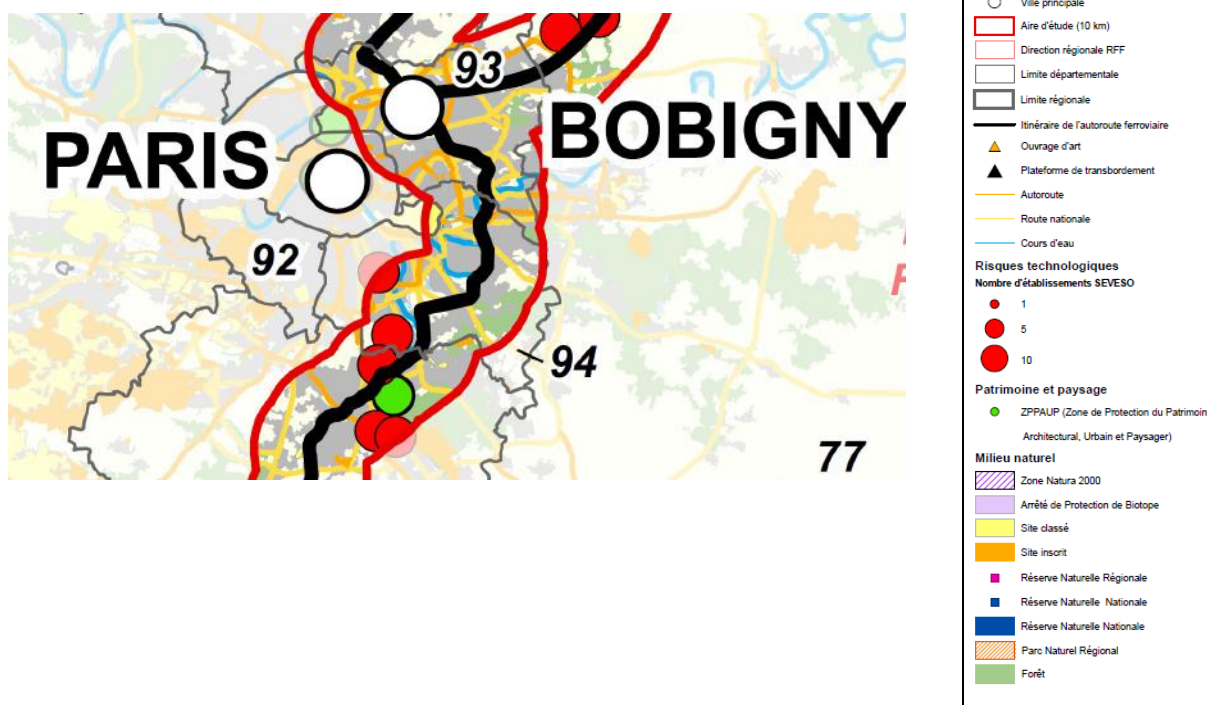 93
BOBIGNY
PARIS
92
94
77
Ville principale
Aire d'étude (10 km)
Direction régionale RFF
Limite départementale
Limite régionale
Itinéraire de l'autoroute ferroviaire
Ouvrage d'art
Plateforme de transbordement
Autoroute
Route nationale
Cours d'eau
Risques technologiques
Nombre d'établissements SEVESO
1
5
10
Patrimoine et paysage
ZPPAUP (Zone de Protection du Patrimoin
Architectural, Urbain et Paysager)
Milieu naturel
Zone Natura 2000
Arrêté de Protection de Biotope
Site classé
Site inscrit
Réserve Naturelle Régionale
Réserve Naturelle Nationale
Réserve Naturelle Nationale
Parc Naturel Régional
Forêt